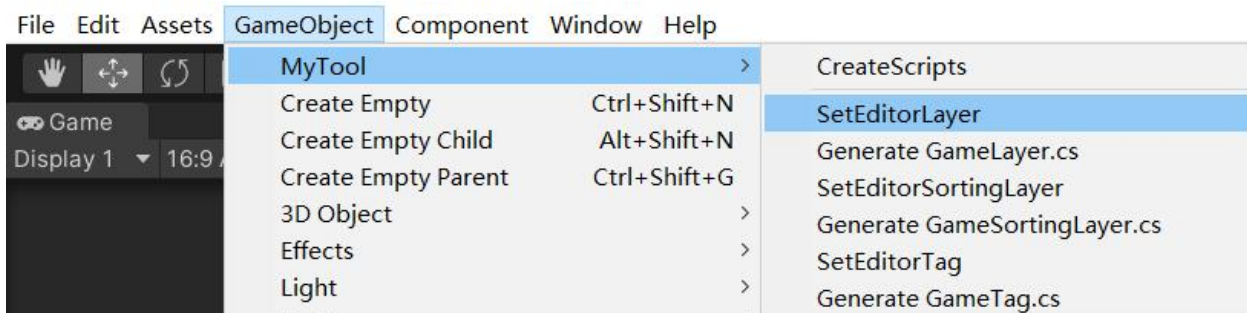 File Edit Assets GameObject Component Window Help
MyTool
Create Empty Ctrl+Shift+N
Create Empty Child Alt+Shift+N
Create Empty Parent Ctrl+Shift+G
3D Object
Effects
Light
CreateScripts
SetEditorLayer
Generate GameLayer.cs
SetEditorSortingLayer
Generate GameSortingLayer.cs
SetEditorTag
Generate GameTag.cs
Game
Display 1 16:9